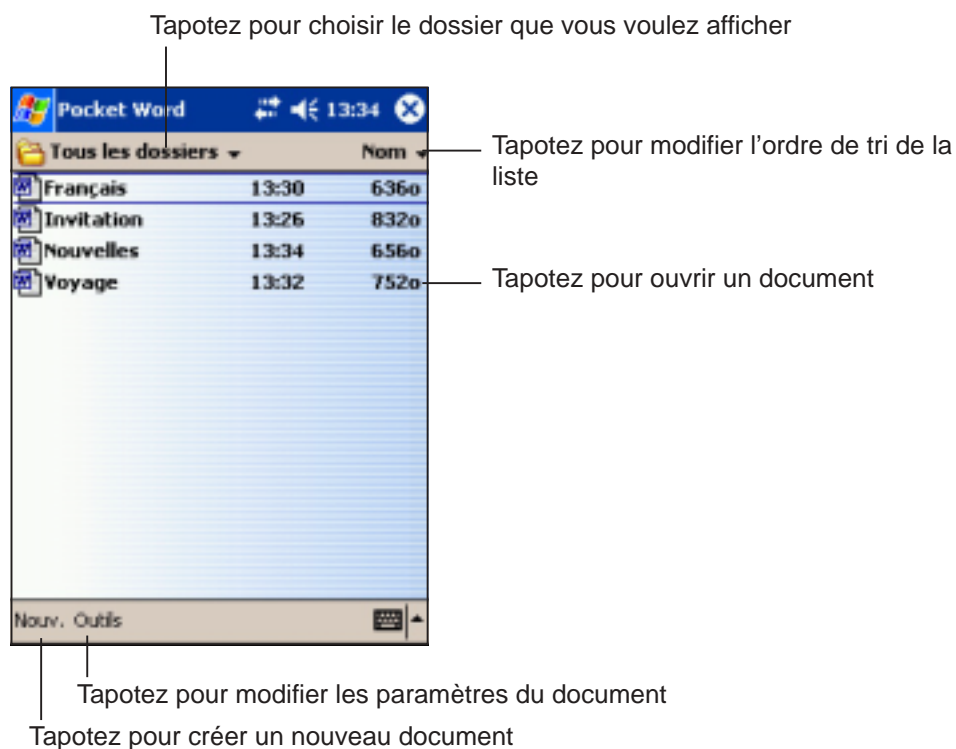 Tapotez pour choisir le dossier que vous voulez afficher
Pocket Word 13:34
Tous les dossiers Nom
Tapotez pour modifier l'ordre de tri de la
liste
Français 13:30 636o
Invitation 13:26 832o
Nouvelles 13:34 656o
Voyage 13:32 752o
Tapotez pour ouvrir un document
Nouv. Outils
Tapotez pour modifier les paramètres du document
Tapotez pour créer un nouveau document